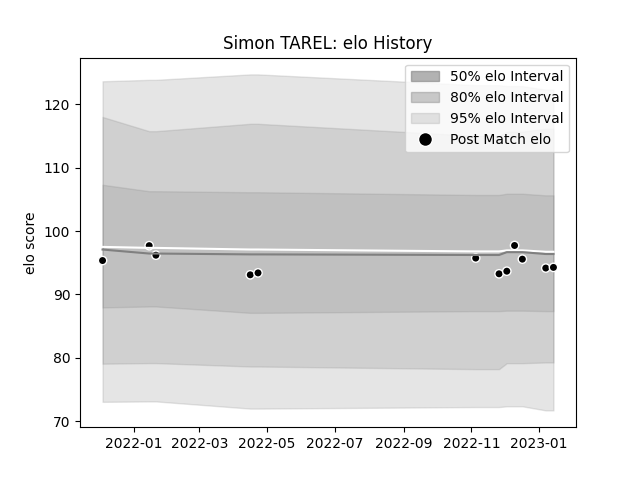 Simon TAREL: elo History
50% elo Interval
80% elo Interval
95% elo Interval
Post Match elo
elo score
120
110
100
90
80
70
2022-01 2022-03 2022-05 2022-07 2022-09 2022-11 2023-01